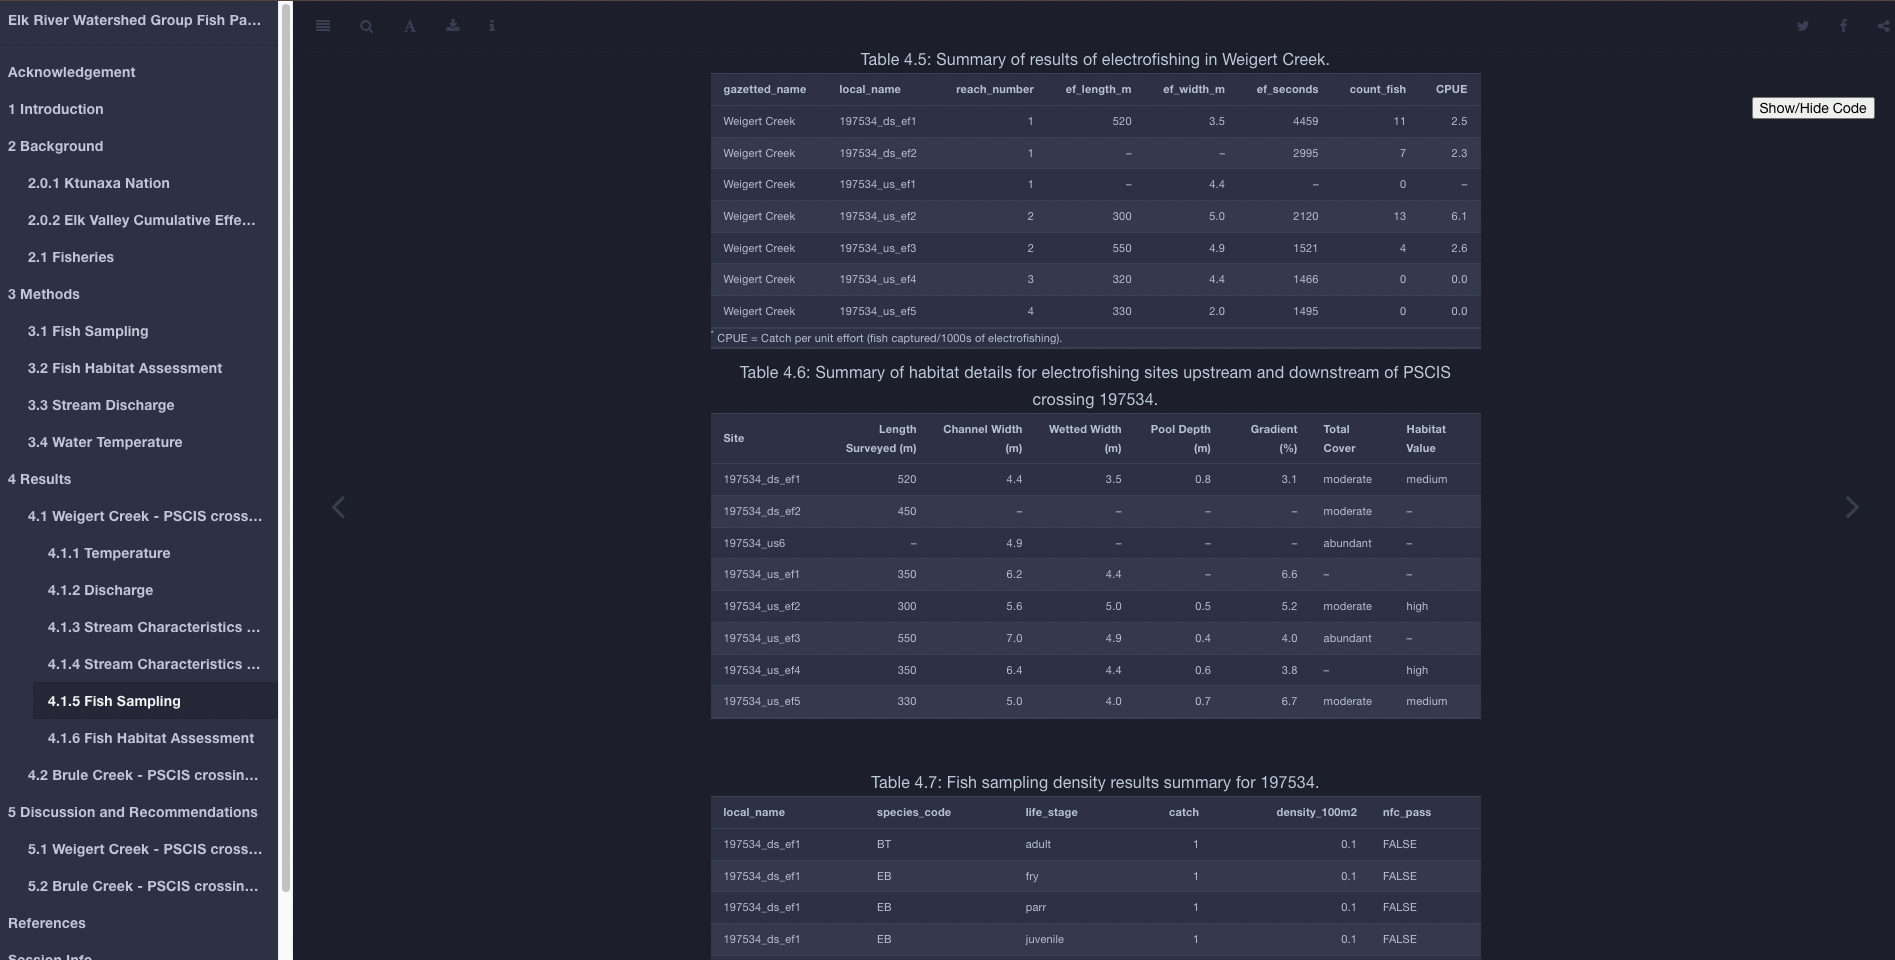 Elk River Watershed Group Fish Pa...
Acknowledgement
1 Introduction
2 Background
2.0.1 Ktunaxa Nation
2.0.2 Elk Valley Cumulative Effe...
2.1 Fisheries
3 Methods
3.1 Fish Sampling
3.2 Fish Habitat Assessment
3.3 Stream Discharge
3.4 Water Temperature
4 Results
4.1 Weigert Creek - PSCIS cross...
4.1.1 Temperature
4.1.2 Discharge
4.1.3 Stream Characteristics ...
4.1.4 Stream Characteristics ...
4.1.5 Fish Sampling
4.1.6 Fish Habitat Assessment
4.2 Brule Creek - PSCIS crossin...
5 Discussion and Recommendations
5.1 Weigert Creek - PSCIS cross...
5.2 Brule Creek - PSCIS crossin...
References
Session Info
Show/Hide Code
Table 4.5: Summary of results of electrofishing in Weigert Creek.
gazetted_name local_name reach_number ef_length_m ef_width_m ef_seconds count_fish CPUE
Weigert Creek 197534_ds_ef1 1 520 3.5 4459 11 2.5
Weigert Creek 197534_ds_ef2 1 – – 2995 7 2.3
Weigert Creek 197534_us_ef1 1 – 4.4 – 0 –
Weigert Creek 197534_us_ef2 2 300 5.0 2120 13 6.1
Weigert Creek 197534_us_ef3 2 550 4.9 1521 4 2.6
Weigert Creek 197534_us_ef4 3 320 4.4 1466 0 0.0
Weigert Creek 197534_us_ef5 4 330 2.0 1495 0 0.0
* CPUE = Catch per unit effort (fish captured/1000s of electrofishing).
Table 4.6: Summary of habitat details for electrofishing sites upstream and downstream of PSCIS
crossing 197534.
Site Length Surveyed (m) Channel Width (m) Wetted Width (m) Pool Depth (m) Gradient (%) Total Cover Habitat Value
197534_ds_ef1 520 4.4 3.5 0.8 3.1 moderate medium
197534_ds_ef2 450 – – – – moderate –
197534_us6 – 4.9 – – – abundant –
197534_us_ef1 350 6.2 4.4 – 6.6 – –
197534_us_ef2 300 5.6 5.0 0.5 5.2 moderate high
197534_us_ef3 550 7.0 4.9 0.4 4.0 abundant –
197534_us_ef4 350 6.4 4.4 0.6 3.8 – high
197534_us_ef5 330 5.0 4.0 0.7 6.7 moderate medium
Table 4.7: Fish sampling density results summary for 197534.
local_name species_code life_stage catch density_100m2 nfc_pass
197534_ds_ef1 BT adult 1 0.1 FALSE
197534_ds_ef1 EB fry 1 0.1 FALSE
197534_ds_ef1 EB parr 1 0.1 FALSE
197534_ds_ef1 EB juvenile 1 0.1 FALSE